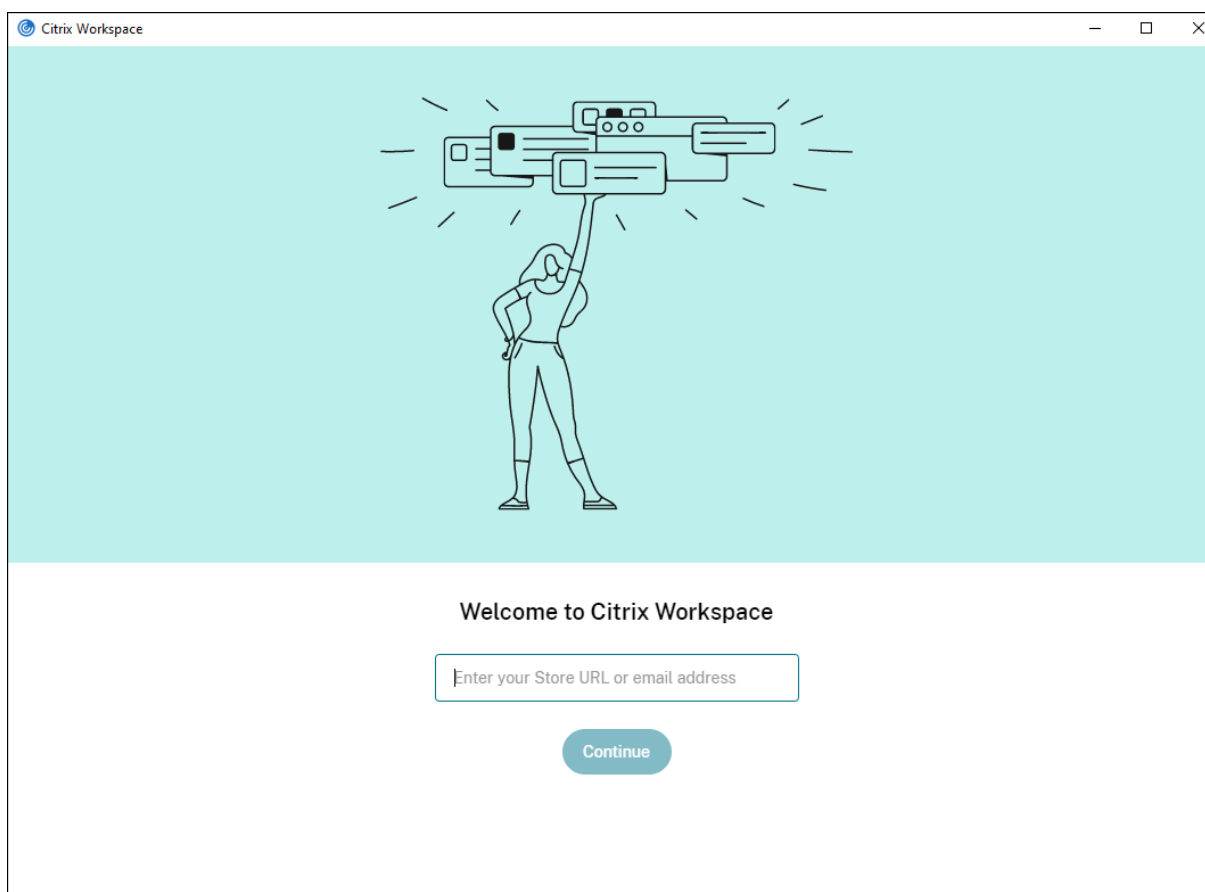 Citrix Workspace
Welcome to Citrix Workspace
Enter your Store URL or email address
Continue